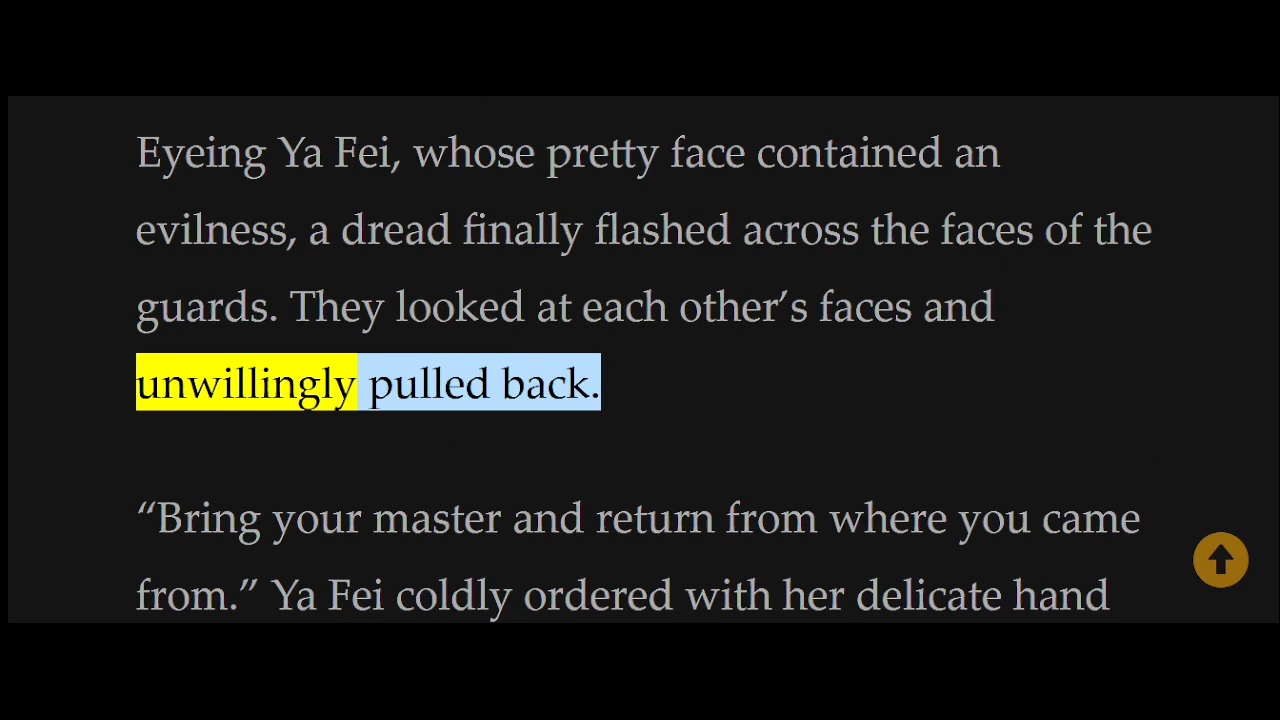 Eyeing Ya Fei, whose pretty face contained an
evilness, a dread finally flashed across the faces of the
guards. They looked at each other’s faces and
unwillingly pulled back.
“Bring your master and return from where you came
from.” Ya Fei coldly ordered with her delicate hand